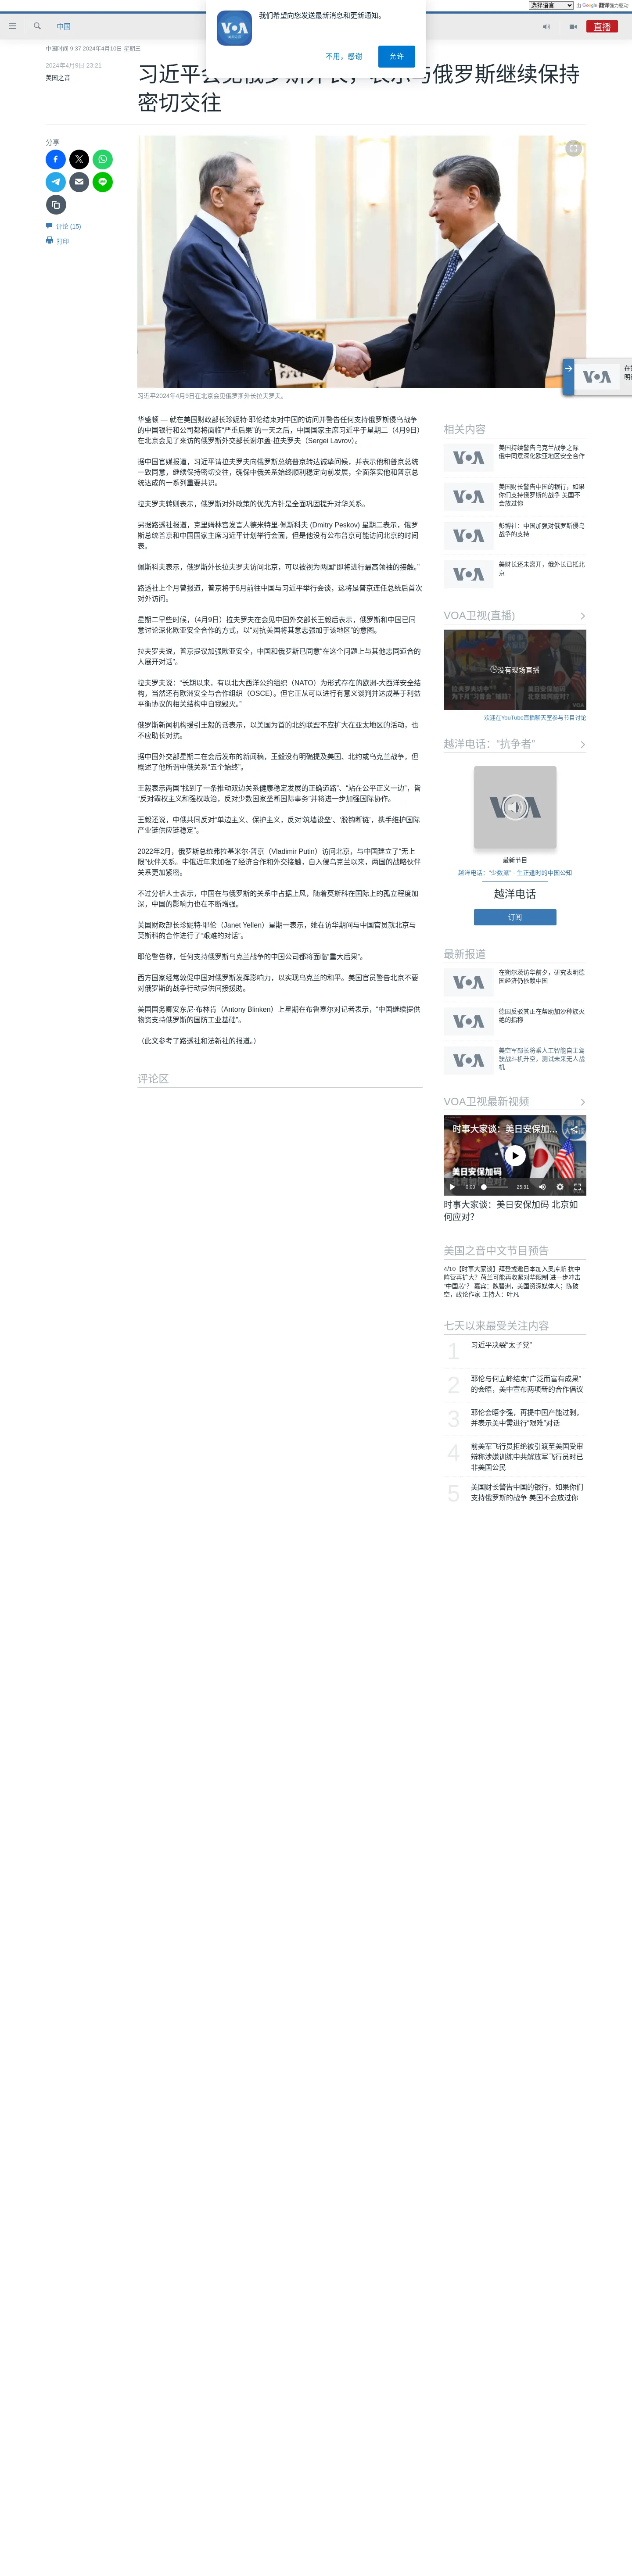 选择语言
由 Google 翻译强力驱动
我们希望向您发送最新消息和更新通知。
不用，感谢
允许
中国
直播
中国时间 9:37 2024年4月10日 星期三
2024年4月9日 23:21
美国之音
习近平会见俄罗斯外长，表示与俄罗斯继续保持
密切交往
分享
评论 (15)
打印
习近平2024年4月9日在北京会见俄罗斯外长拉夫罗夫。
华盛顿 — 就在美国财政部长珍妮特·耶伦结束对中国的访问并警告任何支持俄罗斯侵乌战争
的中国银行和公司都将面临“严重后果”的一天之后，中国国家主席习近平于星期二（4月9日）
在北京会见了来访的俄罗斯外交部长谢尔盖·拉夫罗夫（Sergei Lavrov）。
据中国官媒报道，习近平请拉夫罗夫向俄罗斯总统普京转达诚挚问候，并表示他和普京总统
一致同意，继续保持密切交往，确保中俄关系始终顺利稳定向前发展，全面落实他和普京总
统达成的一系列重要共识。
拉夫罗夫转则表示，俄罗斯对外政策的优先方针是全面巩固提升对华关系。
另据路透社报道，克里姆林宫发言人德米特里·佩斯科夫 (Dmitry Peskov) 星期二表示，俄罗
斯总统普京和中国国家主席习近平计划举行会面，但是他没有公布普京可能访问北京的时间
表。
佩斯科夫表示，俄罗斯外长拉夫罗夫访问北京，可以被视为两国“即将进行最高领袖的接触。”
路透社上个月曾报道，普京将于5月前往中国与习近平举行会谈，这将是普京连任总统后首次
对外访问。
星期二早些时候，（4月9日）拉夫罗夫在会见中国外交部长王毅后表示，俄罗斯和中国已同
意讨论深化欧亚安全合作的方式，以“对抗美国将其意志强加于该地区”的意图。
拉夫罗夫说，普京提议加强欧亚安全，中国和俄罗斯已同意“在这个问题上与其他志同道合的
人展开对话”。
拉夫罗夫说：“长期以来，有以北大西洋公约组织（NATO）为形式存在的欧洲-大西洋安全结
构，当然还有欧洲安全与合作组织（OSCE）。但它正从可以进行有意义谈判并达成基于利益
平衡协议的相关结构中自我毁灭。”
俄罗斯新闻机构援引王毅的话表示，以美国为首的北约联盟不应扩大在亚太地区的活动，也
不应助长对抗。
据中国外交部星期二在会后发布的新闻稿，王毅没有明确提及美国、北约或乌克兰战争，但
概述了他所谓中俄关系“五个始终”。
王毅表示两国“找到了一条推动双边关系健康稳定发展的正确道路”、“站在公平正义一边”，皆
“反对霸权主义和强权政治，反对少数国家垄断国际事务”并将进一步加强国际协作。
王毅还说，中俄共同反对“单边主义、保护主义，反对‘筑墙设垒’、‘脱钩断链’，携手维护国际
产业链供应链稳定”。
2022年2月，俄罗斯总统弗拉基米尔·普京（Vladimir Putin）访问北京，与中国建立了“无上
限”伙伴关系。中俄近年来加强了经济合作和外交接触，自入侵乌克兰以来，两国的战略伙伴
关系更加紧密。
不过分析人士表示，中国在与俄罗斯的关系中占据上风，随着莫斯科在国际上的孤立程度加
深，中国的影响力也在不断增强。
美国财政部长珍妮特·耶伦（Janet Yellen）星期一表示，她在访华期间与中国官员就北京与
莫斯科的合作进行了“艰难的对话”。
耶伦警告称，任何支持俄罗斯乌克兰战争的中国公司都将面临“重大后果”。
西方国家经常敦促中国对俄罗斯发挥影响力，以实现乌克兰的和平。美国官员警告北京不要
对俄罗斯的战争行动提供间接援助。
美国国务卿安东尼·布林肯（Antony Blinken）上星期在布鲁塞尔对记者表示，“中国继续提供
物资支持俄罗斯的国防工业基础”。
（此文参考了路透社和法新社的报道。）
评论区
相关内容
VOA
美国持续警告乌克兰战争之际
俄中同意深化欧亚地区安全合作
VOA
美国财长警告中国的银行，如果
你们支持俄罗斯的战争 美国不
会放过你
VOA
彭博社：中国加强对俄罗斯侵乌
战争的支持
VOA
美财长还未离开，俄外长已抵北
京
VOA卫视(直播)
没有现场直播
欢迎在YouTube直播聊天室参与节目讨论
越洋电话：“抗争者”
VOA
最新节目
越洋电话：“少数派” - 生正逢时的中国公知
越洋电话
订阅
最新报道
VOA
在朔尔茨访华前夕，研究表明德
国经济仍依赖中国
VOA
德国反驳其正在帮助加沙种族灭
绝的指称
VOA
美空军部长将乘人工智能自主驾
驶战斗机升空，测试未来无人战
机
VOA卫视最新视频
时事大家谈：美日安保加...
美日安保加码
0:00
25:31
时事大家谈：美日安保加码 北京如
何应对？
美国之音中文节目预告
4/10【时事大家谈】拜登或邀日本加入奥库斯 抗中
阵营再扩大？荷兰可能再收紧对华限制 进一步冲击
“中国芯”？ 嘉宾：魏碧洲，美国资深媒体人；陈破
空，政论作家 主持人：叶凡
七天以来最受关注内容
1
习近平决裂“太子党”
2
耶伦与何立峰结束“广泛而富有成果”
的会晤，美中宣布两项新的合作倡议
3
耶伦会晤李强，再提中国产能过剩，
并表示美中需进行“艰难”对话
4
前美军飞行员拒绝被引渡至美国受审
辩称涉嫌训练中共解放军飞行员时已
非美国公民
5
美国财长警告中国的银行，如果你们
支持俄罗斯的战争 美国不会放过你